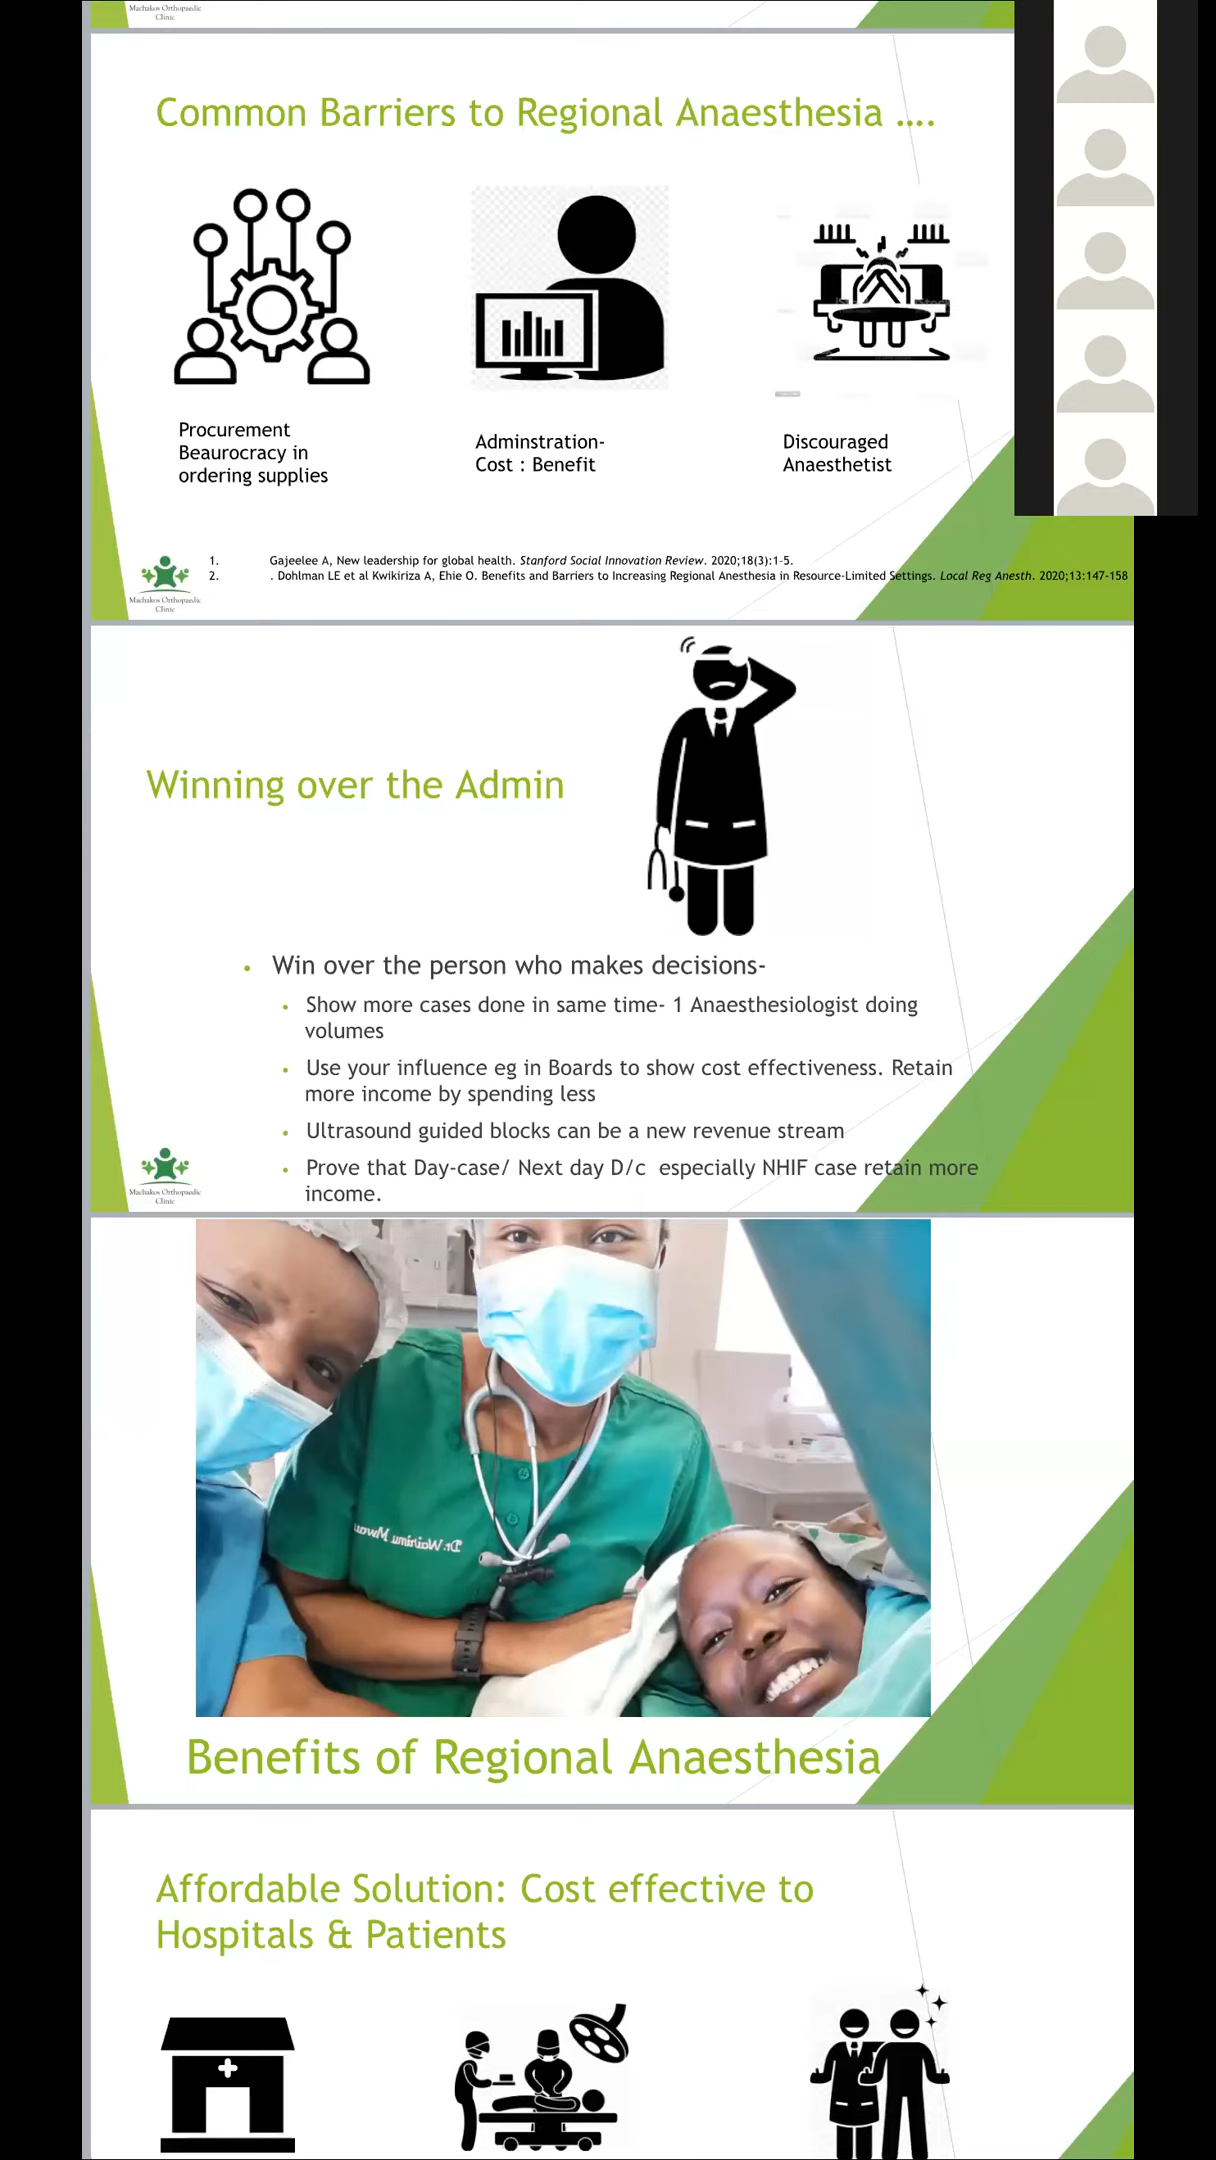 Machakos Orthopaedic
Clinic
Common Barriers to Regional Anaesthesia ....
Procurement
Beaurocracy in
ordering supplies
Adminstration-
Cost : Benefit
Discouraged
Anaesthetist
1. Gajeelee A, New leadership for global health. Stanford Social Innovation Review. 2020;18(3):1-5.
2. . Dohlman LE et al Kwikiriza A, Ehie O. Benefits and Barriers to Increasing Regional Anesthesia in Resource-Limited Settings. Local Reg Anesth. 2020;13:147-158
Machakos Orthopaedic
Clinic
Winning over the Admin
• Win over the person who makes decisions-
• Show more cases done in same time- 1 Anaesthesiologist doing
volumes
• Use your influence eg in Boards to show cost effectiveness. Retain
more income by spending less
• Ultrasound guided blocks can be a new revenue stream
• Prove that Day-case/ Next day D/c especially NHIF case retain more
income.
Machakos Orthopaedic
Clinic
Dr. Wairimu
Benefits of Regional Anaesthesia
Affordable Solution: Cost effective to
Hospitals & Patients